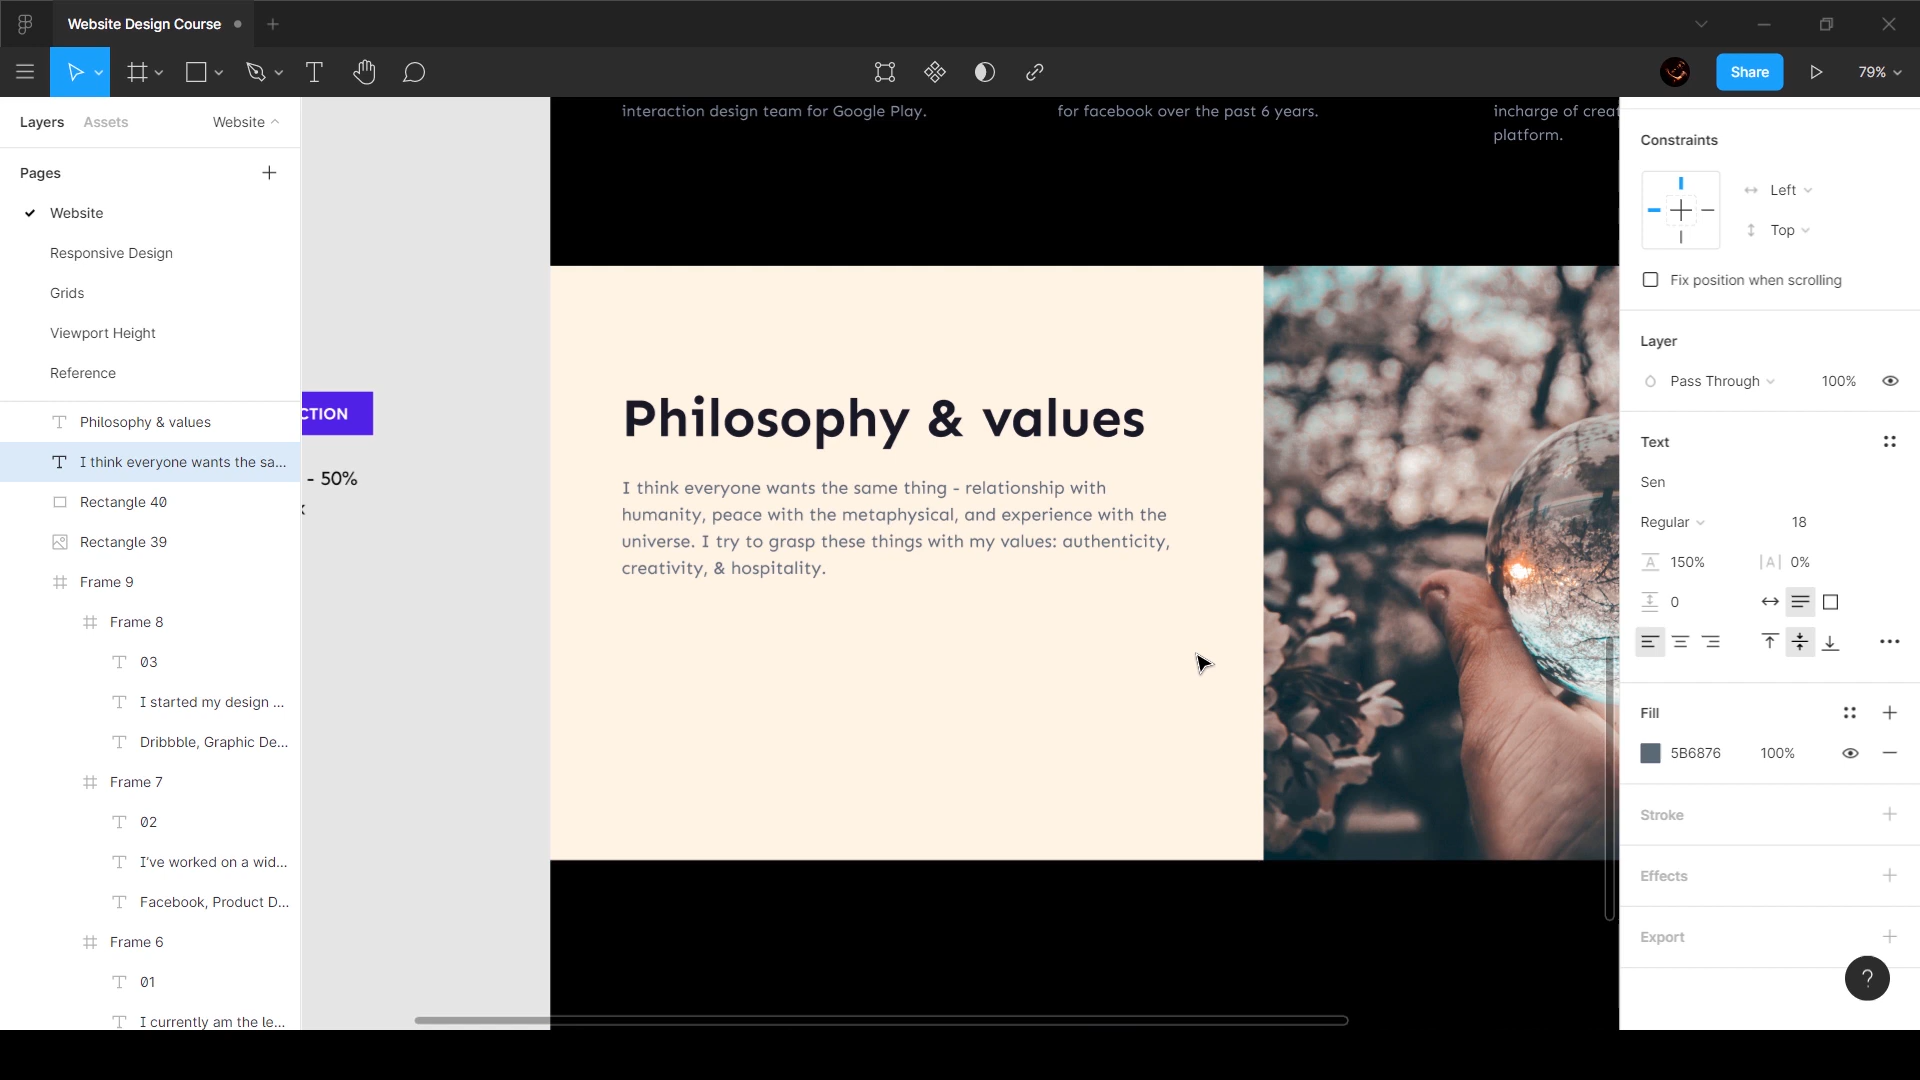 Website Design Course
Share
79%
Layers
Assets
Website
Pages
Website
Responsive Design
Grids
Viewport Height
Reference
Philosophy & values
I think everyone wants the sa...
Rectangle 40
Rectangle 39
Frame 9
Frame 8
03
I started my design ...
Dribbble, Graphic De...
Frame 7
02
I've worked on a wid...
Facebook, Product D...
Frame 6
01
I currently am the le...
CTION
- 50%
interaction design team for Google Play.
for facebook over the past 6 years.
incharge of creat
platform.
Philosophy & values
I think everyone wants the same thing - relationship with
humanity, peace with the metaphysical, and experience with the
universe. I try to grasp these things with my values: authenticity,
creativity, & hospitality.
Constraints
Left
Top
Fix position when scrolling
Layer
Pass Through
100%
Text
Sen
Regular
18
150%
0%
0
Fill
5B6876
100%
Stroke
Effects
Export
?